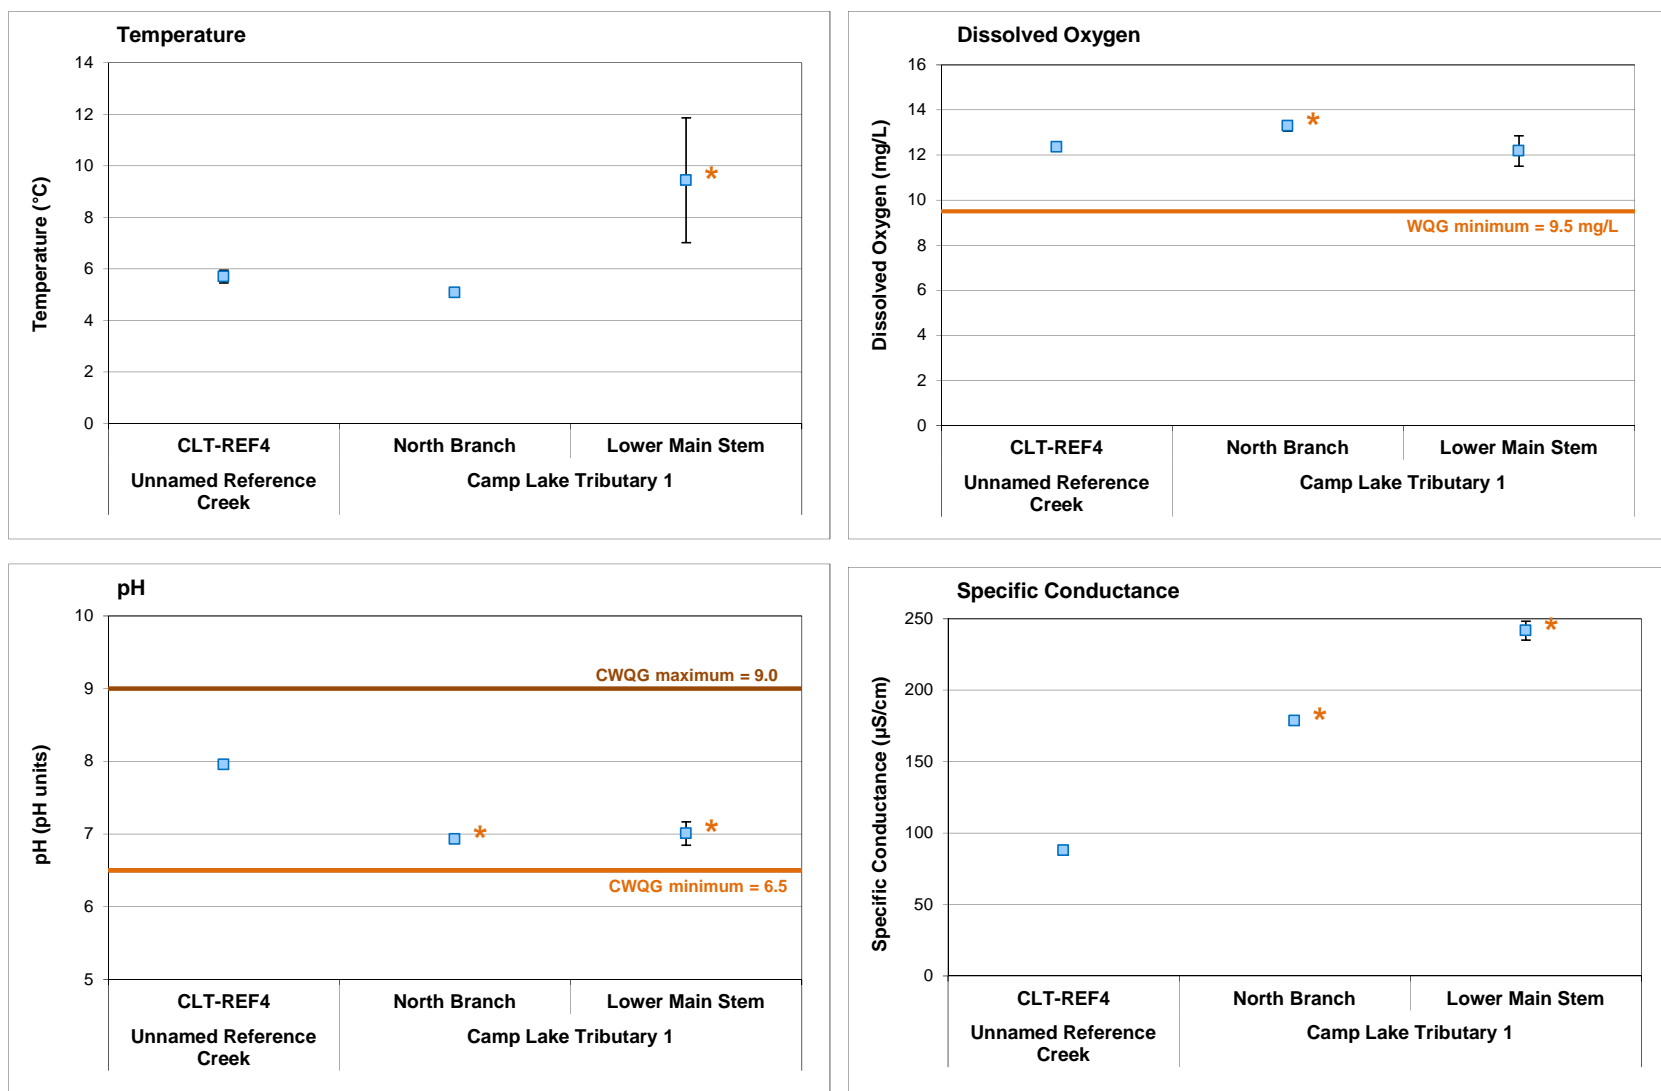 Temperature
Temperature (°C)
14
12
10
8
6
4
2
0
*
CLT-REF4
North Branch
Lower Main Stem
Unnamed Reference
Creek
Camp Lake Tributary 1
Dissolved Oxygen
Dissolved Oxygen (mg/L)
16
14
12
10
8
6
4
2
0
*
WQG minimum = 9.5 mg/L
CLT-REF4
North Branch
Lower Main Stem
Unnamed Reference
Creek
Camp Lake Tributary 1
pH
pH (pH units)
10
9
8
7
6
5
CWQG maximum = 9.0
*
*
CWQG minimum = 6.5
CLT-REF4
North Branch
Lower Main Stem
Unnamed Reference
Creek
Camp Lake Tributary 1
Specific Conductance
Specific Conductance (µS/cm)
250
200
150
100
50
0
*
*
CLT-REF4
North Branch
Lower Main Stem
Unnamed Reference
Creek
Camp Lake Tributary 1